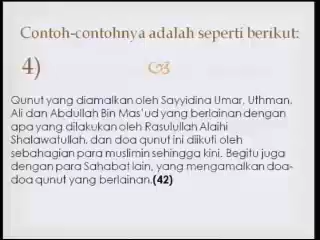 Contoh-contohnya adalah seperti berikut:
4)
Qunut yang diamalkan oleh Sayyidina Umar, Uthman,
Ali dan Abdullah Bin Mas'ud yang berlainan dengan
apa yang dilakukan oleh Rasulullah Alaihi
Shalawatullah, dan doa qunut ini diikuti oleh
sebahagian para muslimin sehingga kini. Begitu juga
dengan para Sahabat lain, yang mengamalkan doa-
doa qunut yang berlainan.(42)